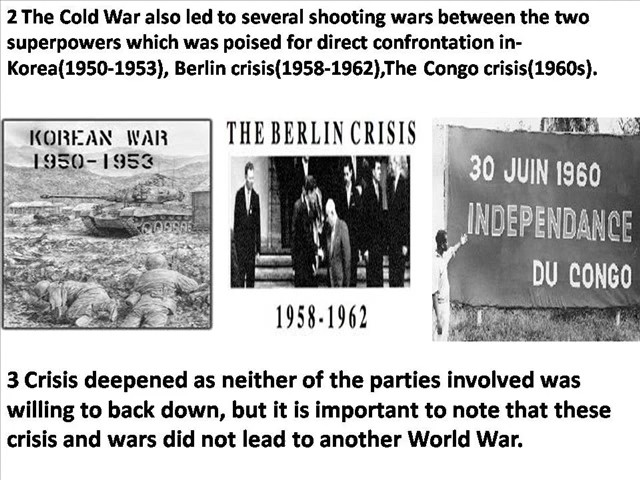 2 The Cold War also led to several shooting wars between the two
superpowers which was poised for direct confrontation in-
Korea(1950-1953), Berlin crisis(1958-1962),The Congo crisis(1960s).
KOREAN WAR
1950-1953
THE BERLIN CRISIS
1958-1962
30 JUIN 1960
INDEPENDANCE
DU CONGO
3 Crisis deepened as neither of the parties involved was
willing to back down, but it is important to note that these
crisis and wars did not lead to another World War.